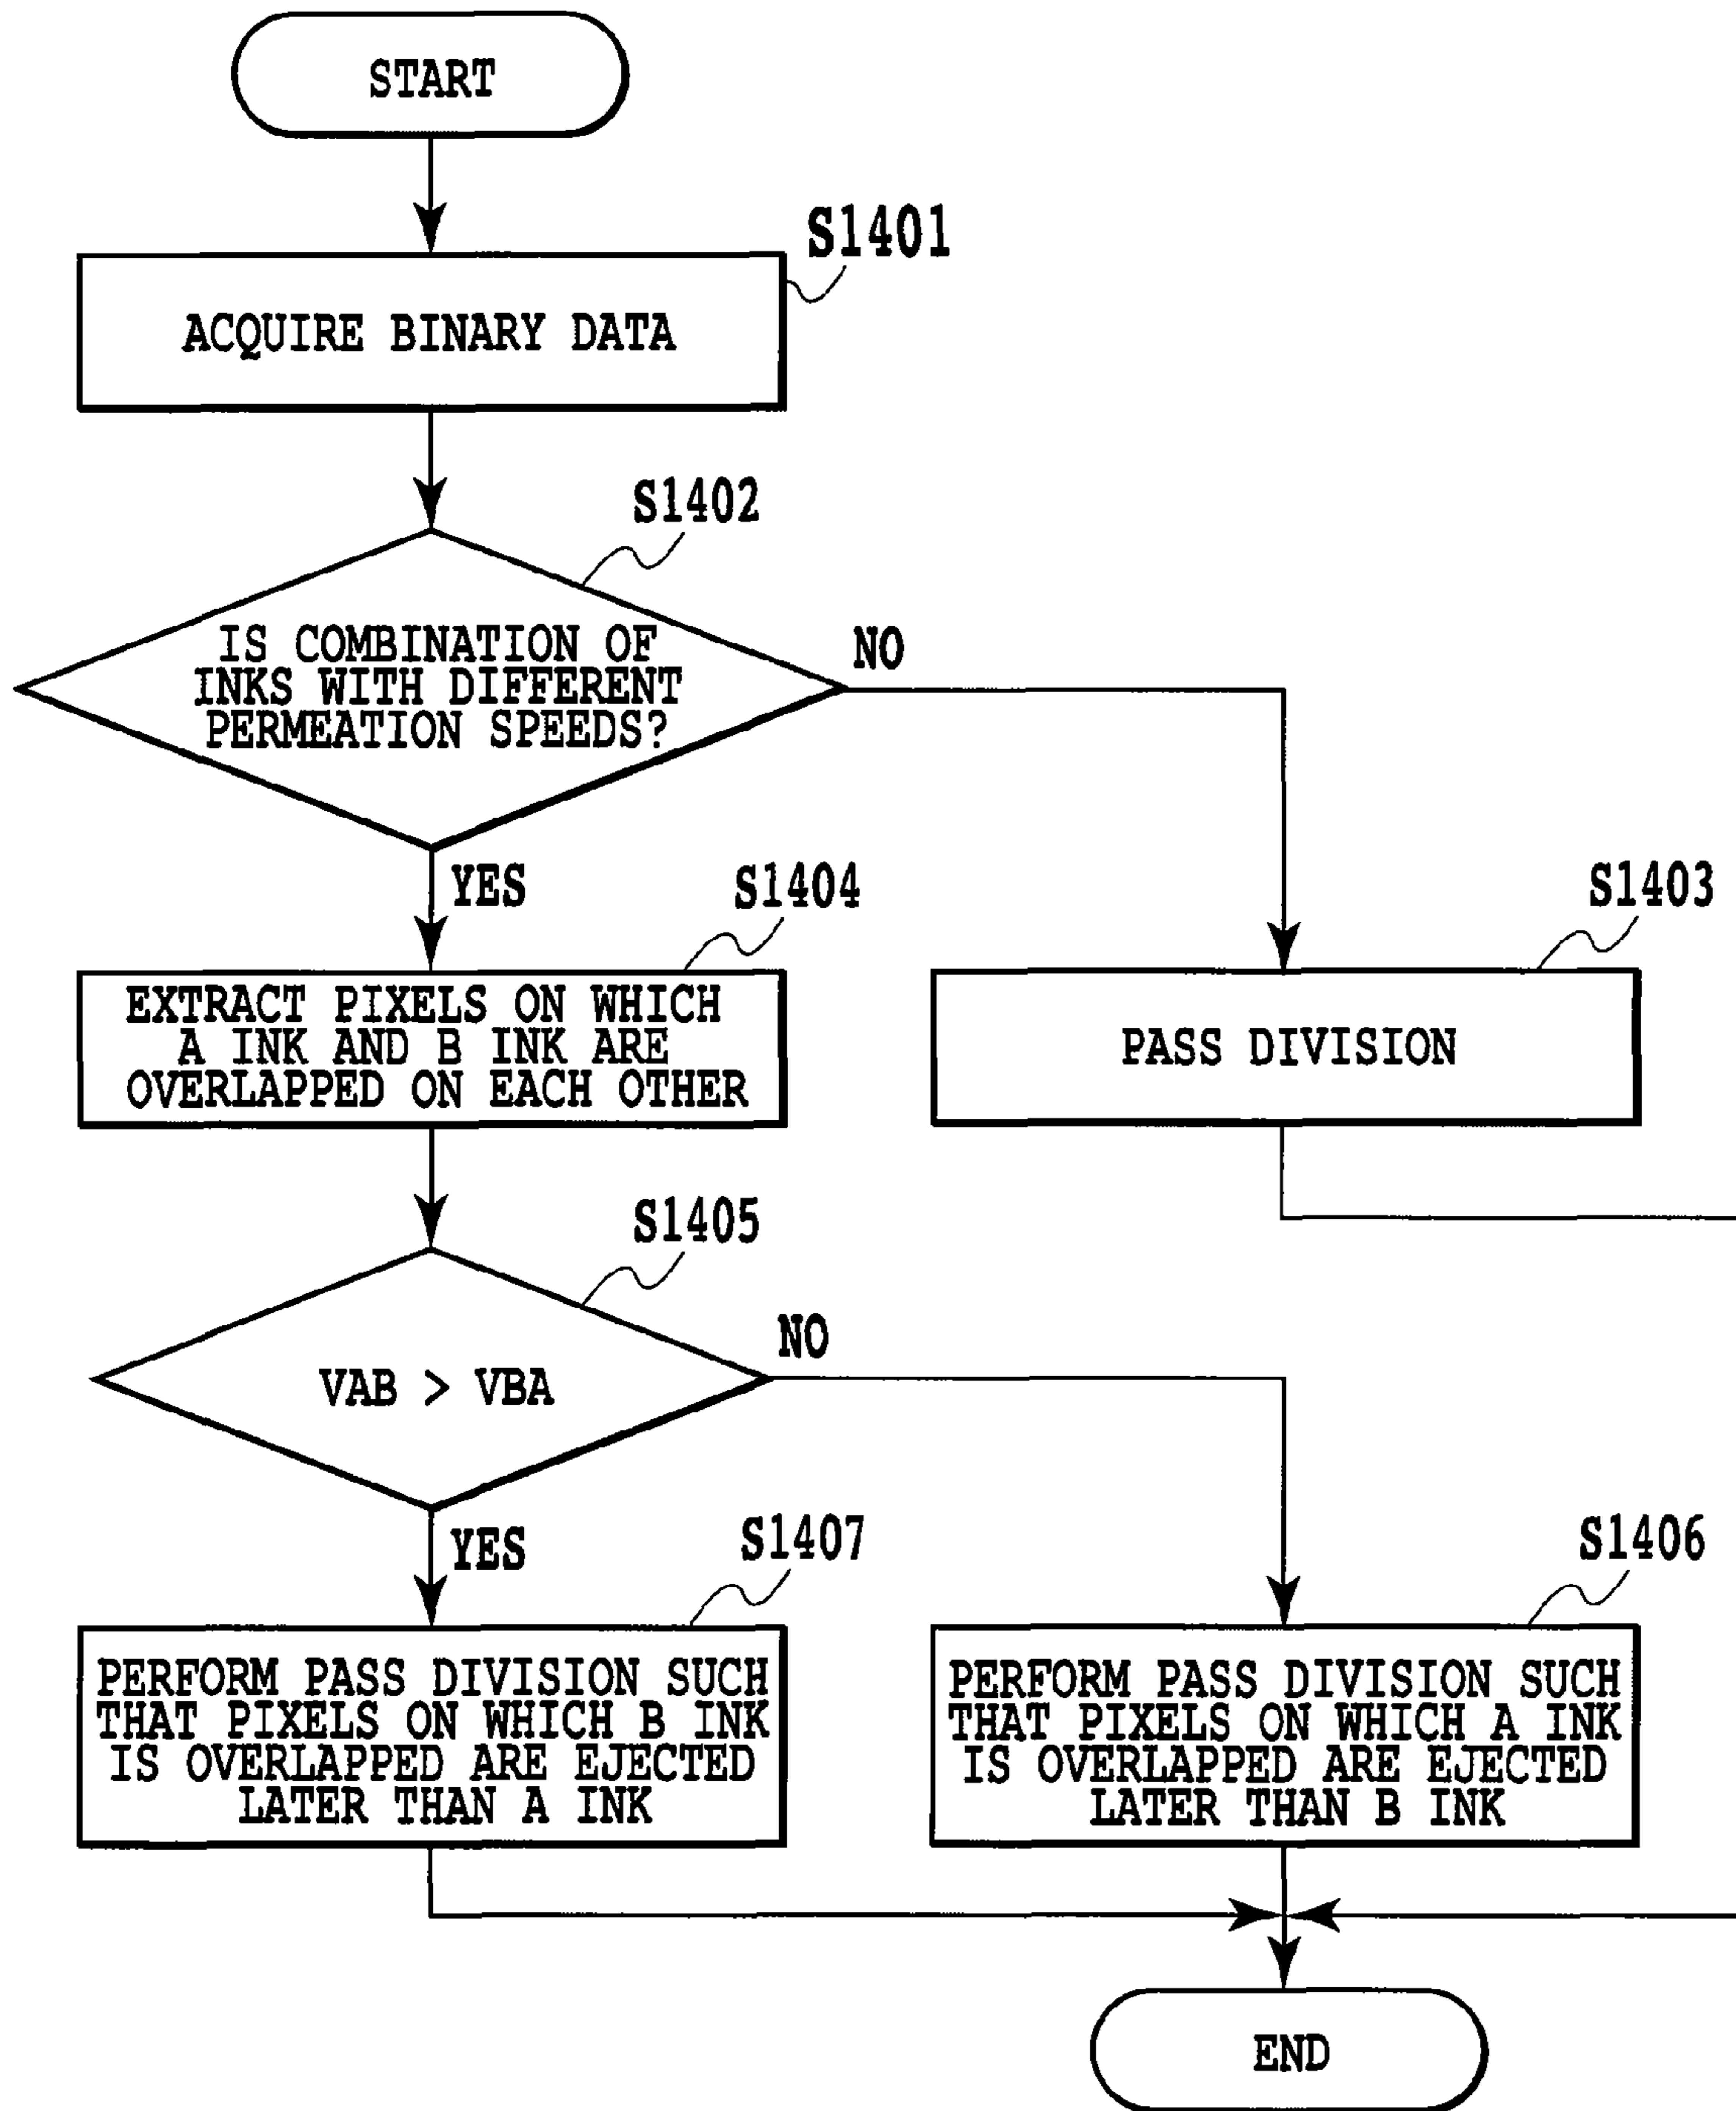 START
S1401
ACQUIRE BINARY DATA
S1402
IS COMBINATION OF
INKS WITH DIFFERENT
PERMEATION SPEEDS?
NO
YES
S1404
S1403
EXTRACT PIXELS ON WHICH
A INK AND B INK ARE
OVERLAPPED ON EACH OTHER
PASS DIVISION
S1405
VAB > VBA
NO
YES
S1407
S1406
PERFORM PASS DIVISION SUCH
THAT PIXELS ON WHICH B INK
IS OVERLAPPED ARE EJECTED
LATER THAN A INK
PERFORM PASS DIVISION SUCH
THAT PIXELS ON WHICH A INK
IS OVERLAPPED ARE EJECTED
LATER THAN B INK
END